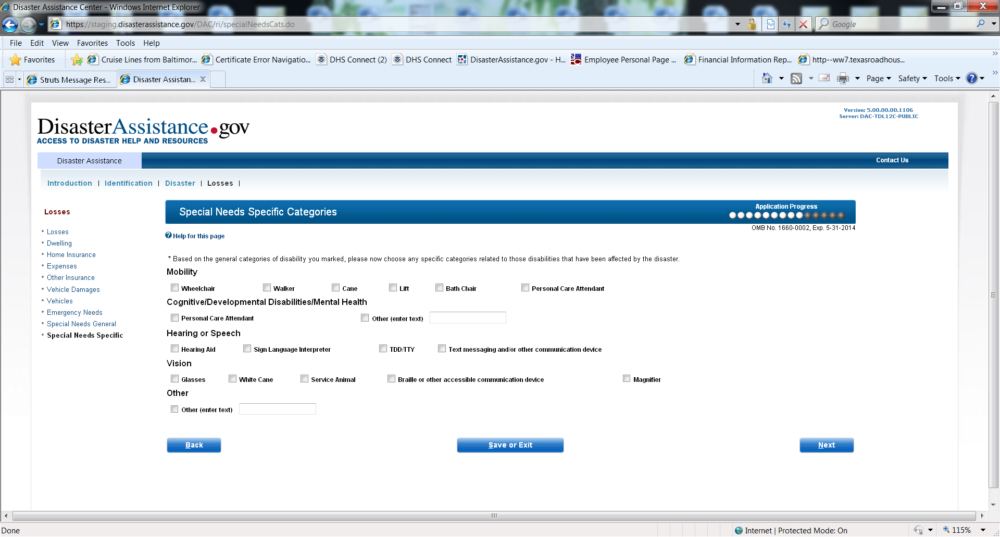 Disaster Assistance Center - Windows Internet Explorer
https://staging.disasterassistance.gov/DAC/ri/specialNeedsCats.do
Google
File Edit View Favorites Tools Help
Favorites Cruise Lines from Baltimor... Certificate Error Navigatio... DHS Connect (2) DHS Connect DisasterAssistance.gov - H... Employee Personal Page ... Financial Information Rep... http--ww7.texasroadhous...
Struts Message Res... Disaster Assistan... Page Safety Tools
Version: 5.00.00.00.1106
Server: DAC-TDL12C-PUBLIC
DisasterAssistance.gov
ACCESS TO DISASTER HELP AND RESOURCES
Disaster Assistance Contact Us
Introduction | Identification | Disaster | Losses |
Losses
Losses
Dwelling
Home Insurance
Expenses
Other Insurance
Vehicle Damages
Vehicles
Emergency Needs
Special Needs General
Special Needs Specific
Special Needs Specific Categories
Application Progress
OMB No. 1660-0002, Exp. 5-31-2014
Help for this page
* Based on the general categories of disability you marked, please now choose any specific categories related to those disabilities that have been affected by the disaster.
Mobility
Wheelchair Walker Cane Lift Bath Chair Personal Care Attendant
Cognitive/Developmental Disabilities/Mental Health
Personal Care Attendant Other (enter text)
Hearing or Speech
Hearing Aid Sign Language Interpreter TDD/TTY Text messaging and/or other communication device
Vision
Glasses White Cane Service Animal Braille or other accessible communication device Magnifier
Other
Other (enter text)
Back Save or Exit Next
Done Internet | Protected Mode: On 115%